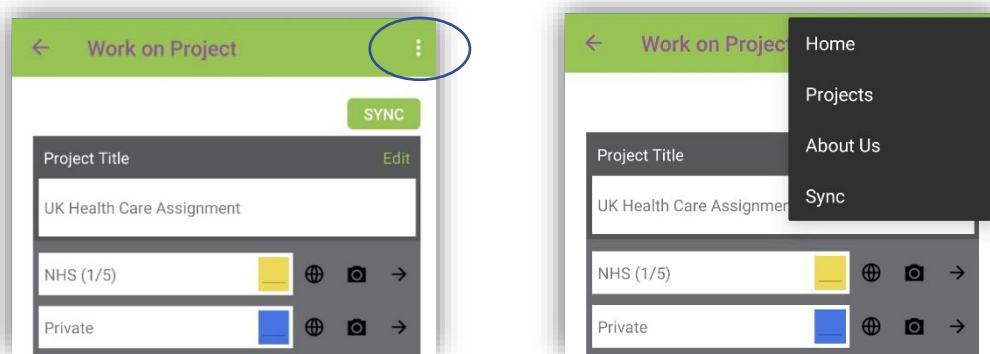 Work on Project
SYNC
Project Title Edit
UK Health Care Assignment
NHS (1/5)
Private
Work on Projec
Home
Projects
About Us
Sync
Project Title
UK Health Care Assignmen
NHS (1/5)
Private